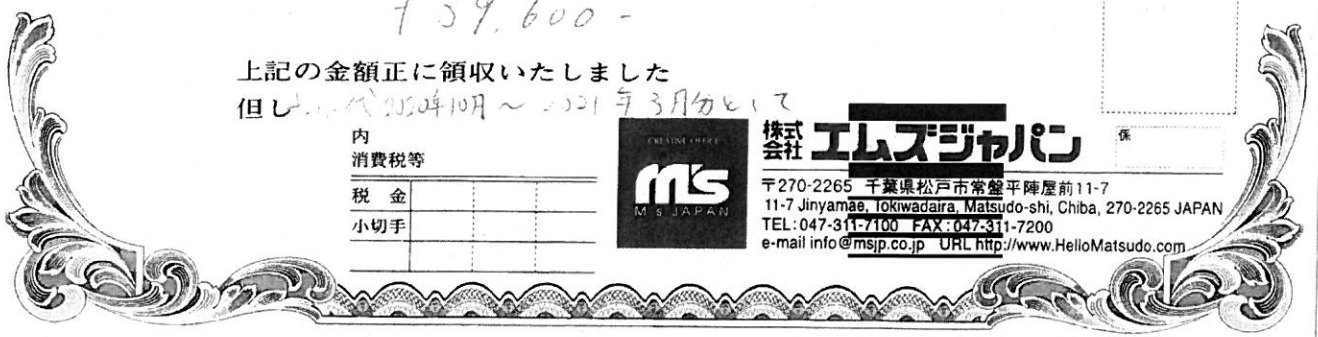 ¥39,600-
上記の金額正に領収いたしました
但し 代2020年10月～2021年3月分として
内
消費税等
税 金
小切手
CREATIVE OFFICE
M's
M's JAPAN
株式会社 エムズジャパン
係
〒270-2265 千葉県松戸市常盤平陣屋前11-7
11-7 Jinyamae, Tokiwadaira, Matsudo-shi, Chiba, 270-2265 JAPAN
TEL:047-311-7100 FAX:047-311-7200
e-mail info@msjp.co.jp URL http://www.HelloMatsudo.com